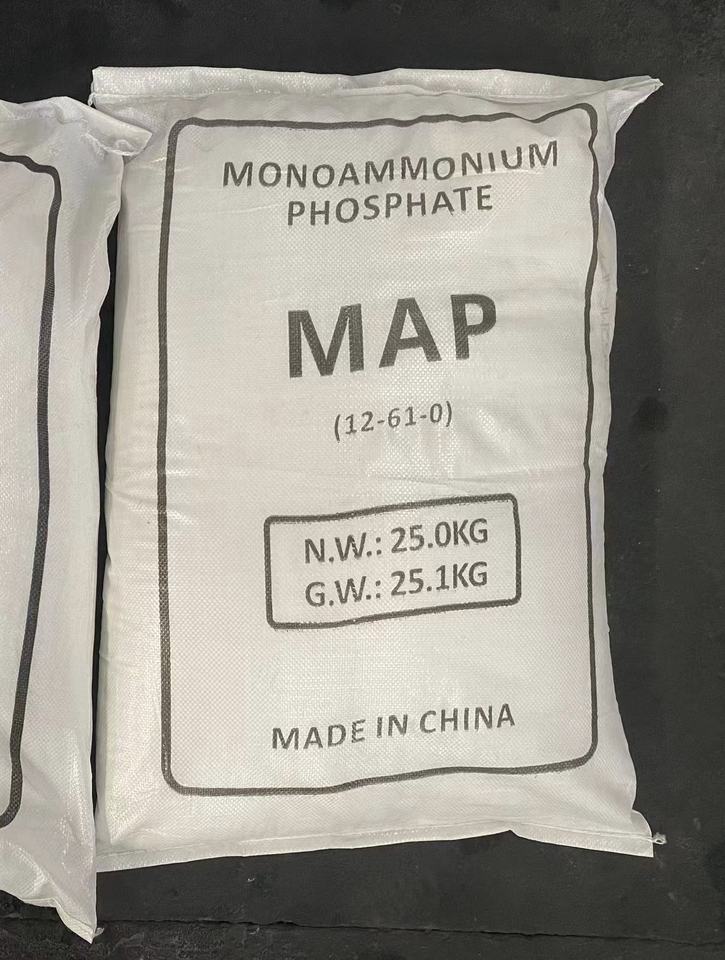 MONOAMMONIUM
PHOSPHATE
MAP
(12-61-0)
N.W.: 25.0KG
G.W.: 25.1KG
MADE IN CHINA